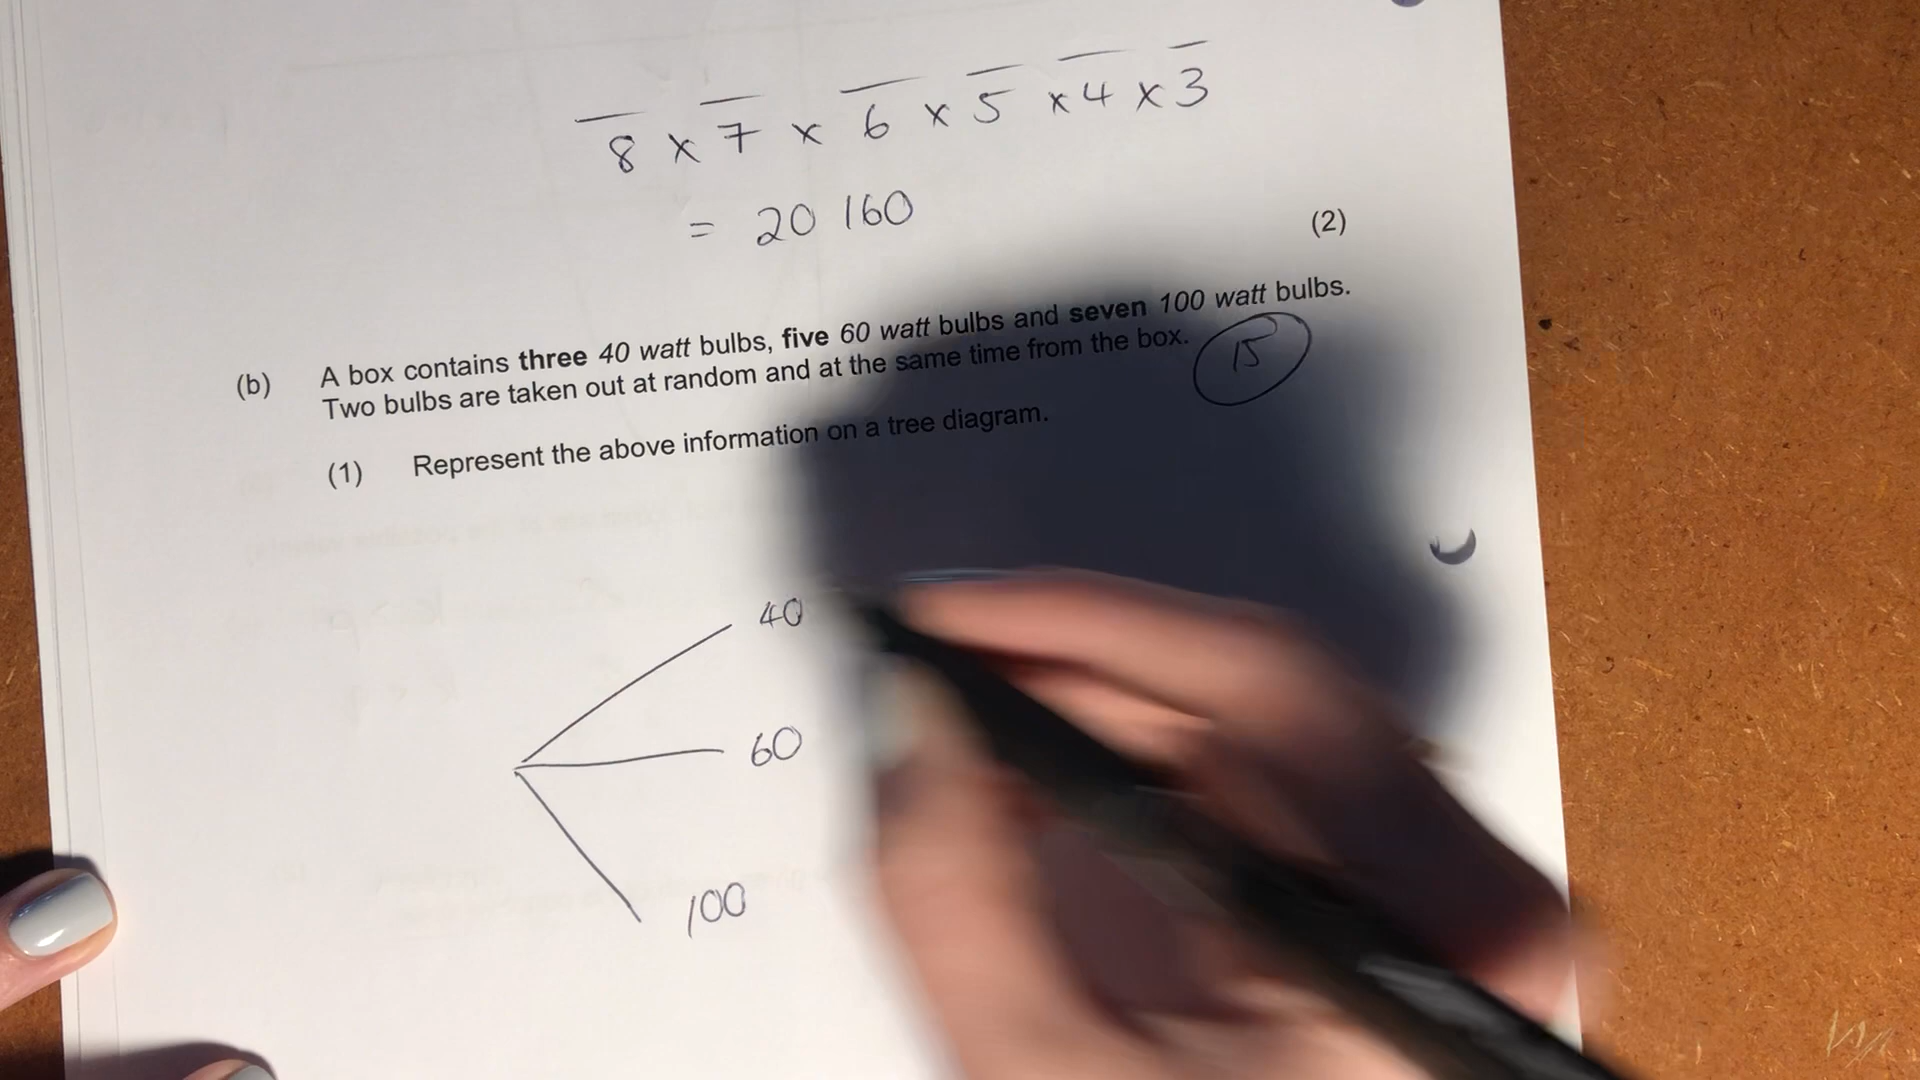 8 x 7 x 6 x 5 x 4 x 3
= 20 160
(2)
(b) A box contains three 40 watt bulbs, five 60 watt bulbs and seven 100 watt bulbs.
Two bulbs are taken out at random and at the same time from the box. 15
(1) Represent the above information on a tree diagram.
40
60
100